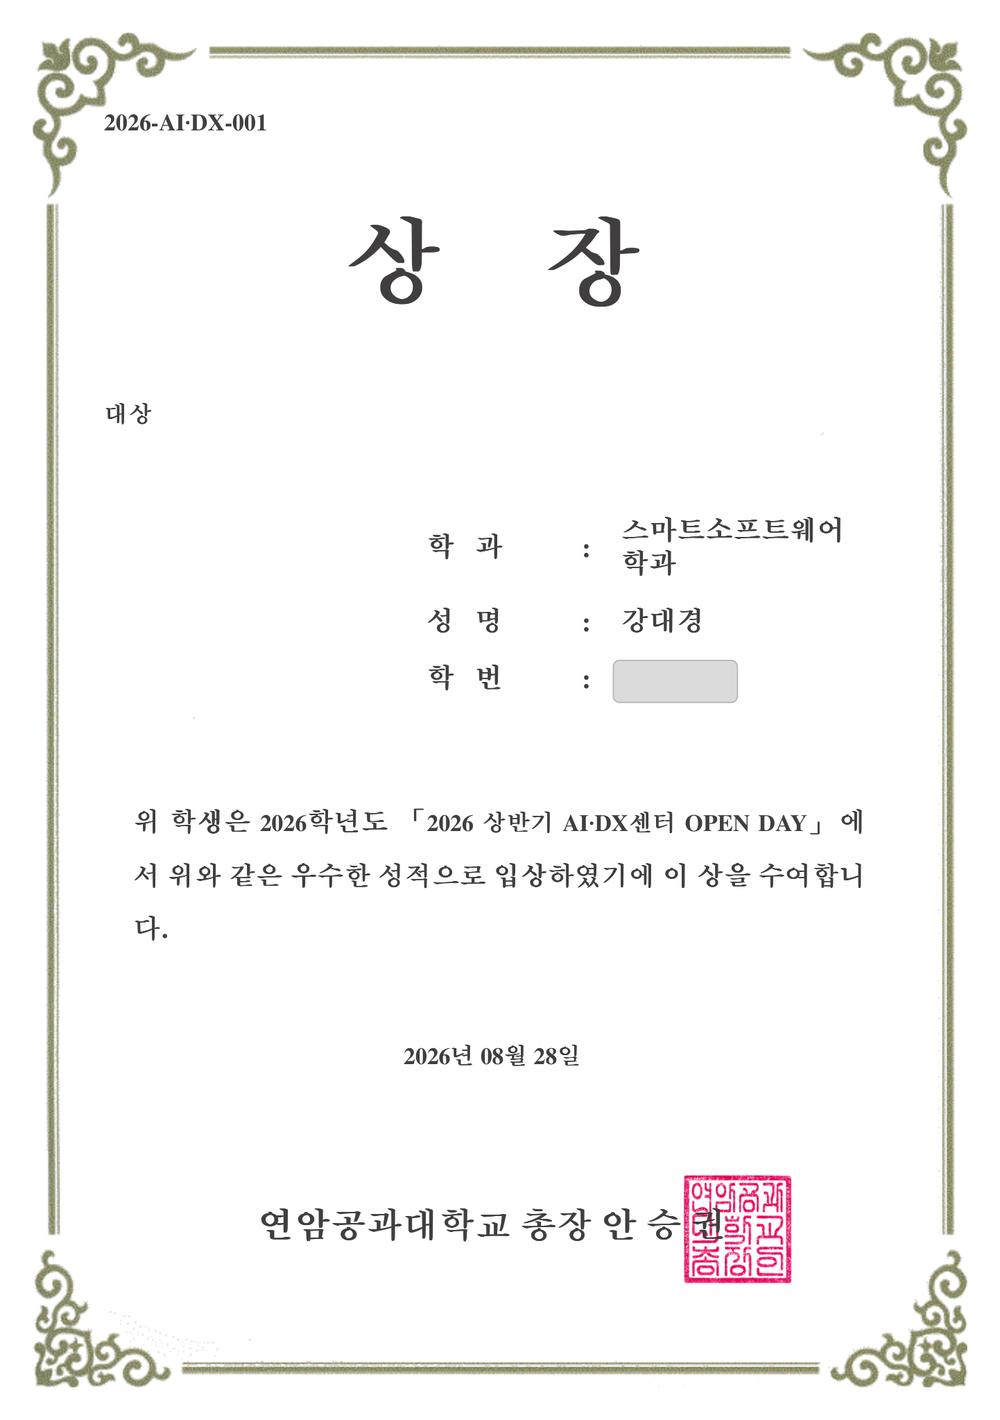 2026-AI·DX-001
상 장
대상
학 과 : 스마트소프트웨어
학과
성 명 : 강대경
학 번 :
위 학생은 2026학년도 「2026 상반기 AI·DX센터 OPEN DAY」 에
서 위와 같은 우수한 성적으로 입상하였기에 이 상을 수여합니
다.
2026년 08월 28일
연암공과대학교 총장 안 승 권